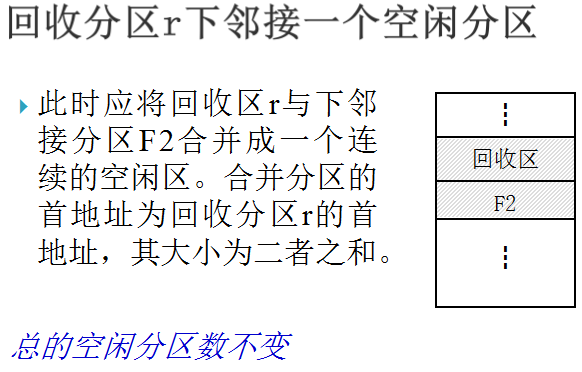 回收分区r下邻接一个空闲分区
此时应将回收区r与下邻
接分区F2合并成一个连
续的空闲区。合并分区的
首地址为回收分区r的首
地址，其大小为二者之和。
回收区
F2
总的空闲分区数不变